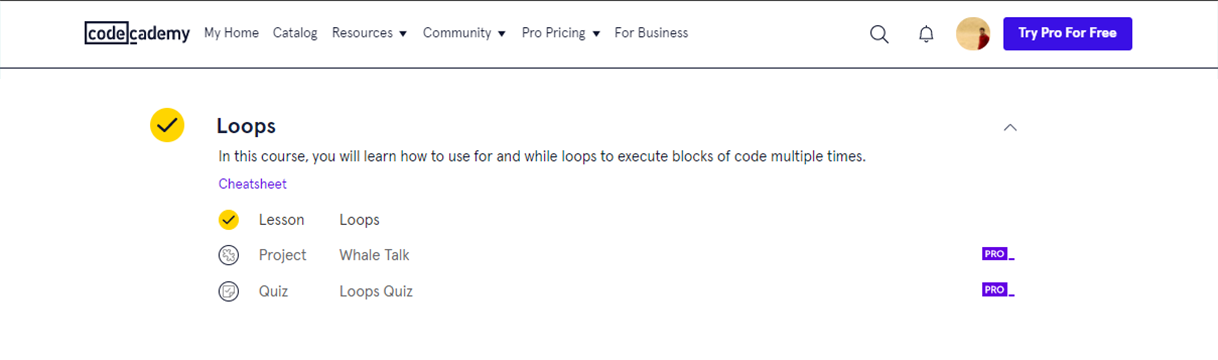 codecademy My Home Catalog Resources Community Pro Pricing For Business Try Pro For Free
Loops
In this course, you will learn how to use for and while loops to execute blocks of code multiple times.
Cheatsheet
Lesson Loops
Project Whale Talk PRO
Quiz Loops Quiz PRO